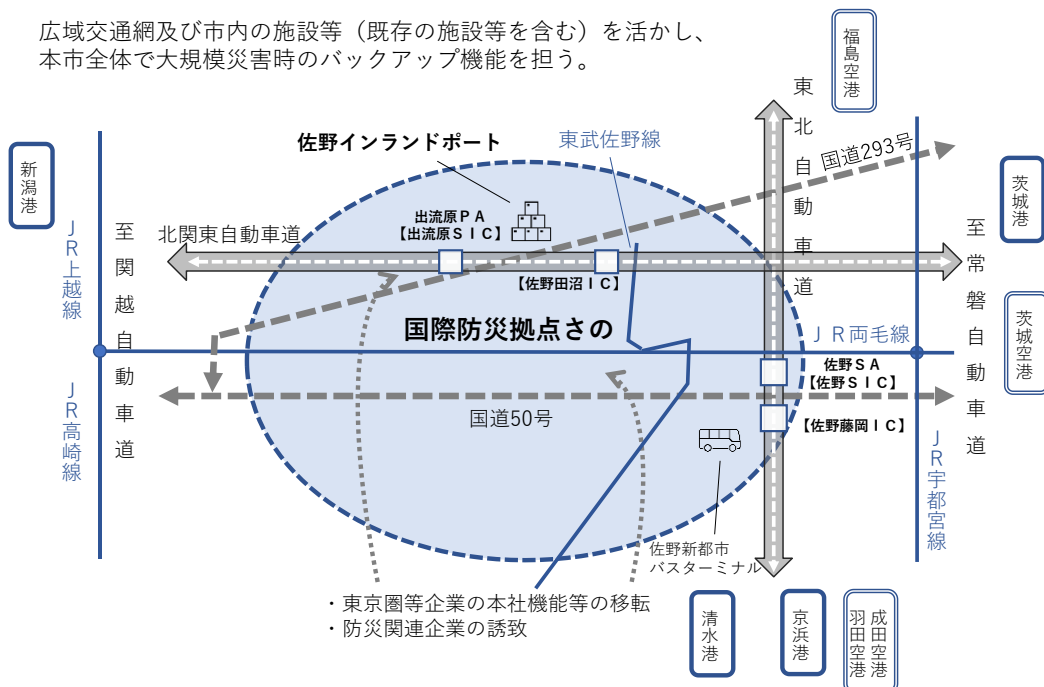 広域交通網及び市内の施設等（既存の施設等を含む）を活かし、
本市全体で大規模災害時のバックアップ機能を担う。
福島空港
東北自動車道
佐野インランドポート
東武佐野線
国道293号
新潟港
茨城港
出流原ＰＡ
【出流原ＳＩＣ】
ＪＲ上越線
至関越自動車道
北関東自動車道
至常磐自動車道
【佐野田沼ＩＣ】
国際防災拠点さの
ＪＲ両毛線
茨城空港
佐野ＳＡ
【佐野ＳＩＣ】
ＪＲ高崎線
国道50号
【佐野藤岡ＩＣ】
ＪＲ宇都宮線
佐野新都市
バスターミナル
・東京圏等企業の本社機能等の移転
・防災関連企業の誘致
清水港
京浜港
成田空港
羽田空港